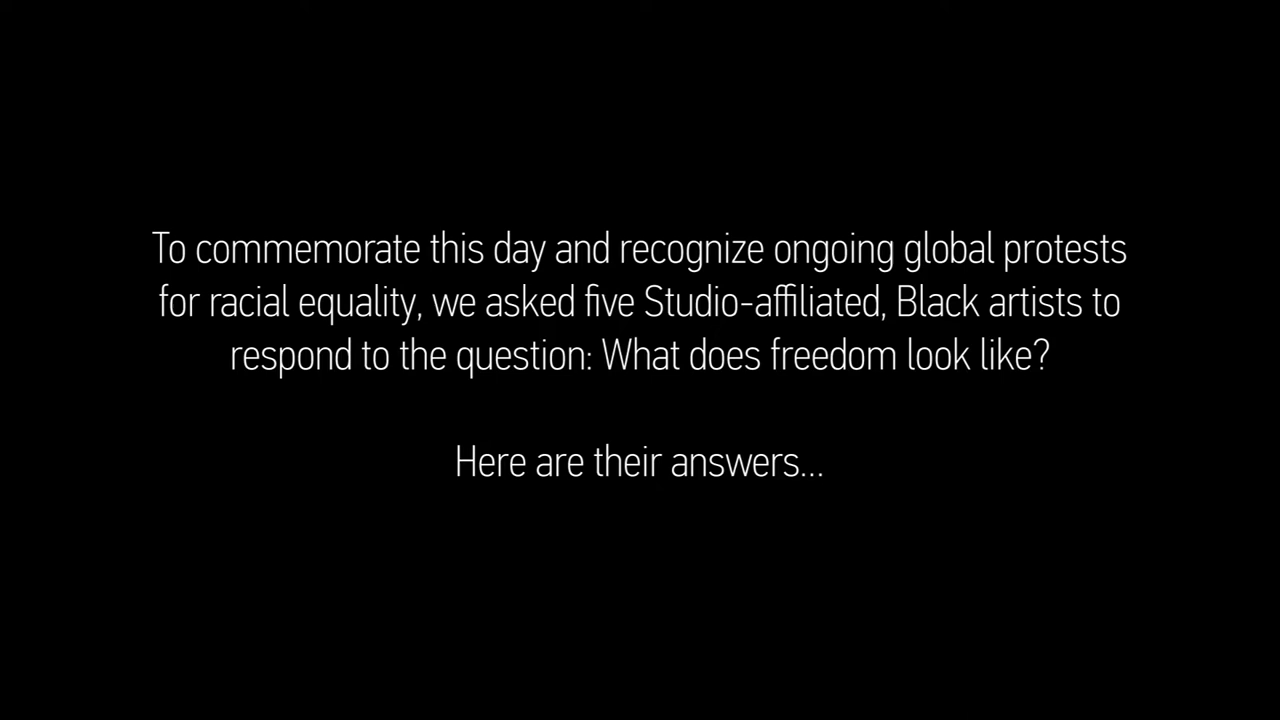 To commemorate this day and recognize ongoing global protests
for racial equality, we asked five Studio-affiliated, Black artists to
respond to the question: What does freedom look like?
Here are their answers...